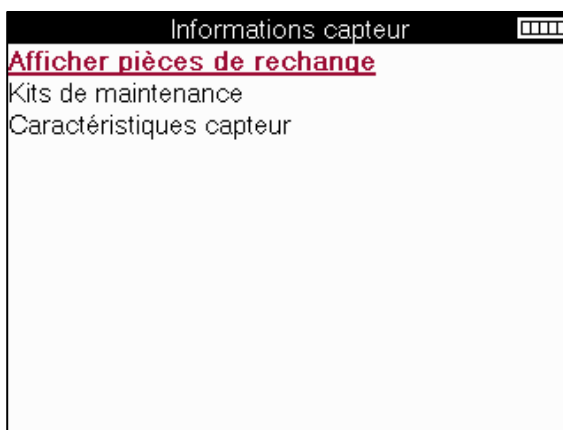 Informations capteur
Afficher pièces de rechange
Kits de maintenance
Caractéristiques capteur